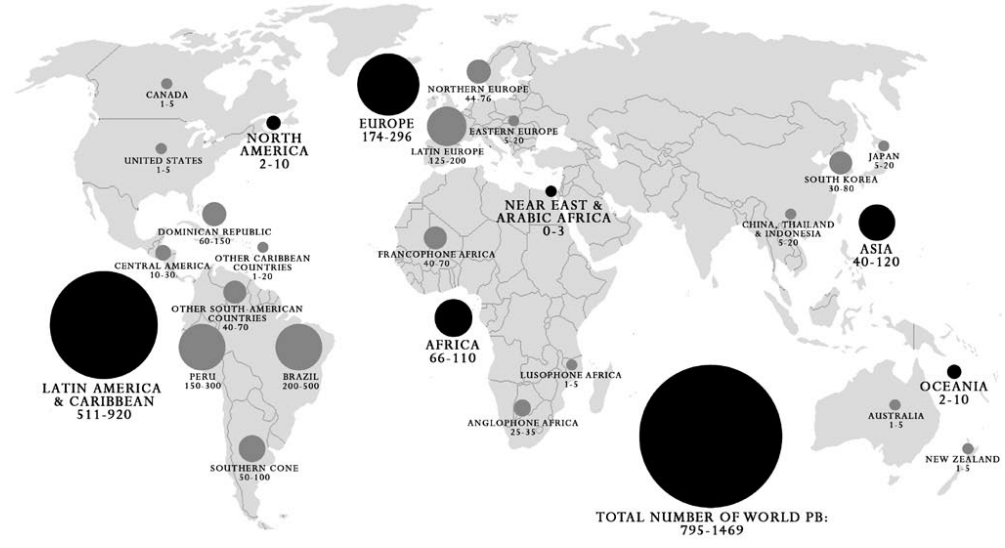 CANADA
1-5
NORTH
AMERICA
2-10
UNITED STATES
1-5
DOMINICAN REPUBLIC
60-150
CENTRAL AMERICA
10-30
OTHER CARIBBEAN
COUNTRIES
1-20
OTHER SOUTH AMERICAN
COUNTRIES
40-70
LATIN AMERICA
& CARIBBEAN
511-920
PERU
150-300
BRAZIL
200-500
SOUTHERN CONE
50-100
EUROPE
174-296
NORTHERN EUROPE
44-76
EASTERN EUROPE
5-20
LATIN EUROPE
125-200
NEAR EAST &
ARABIC AFRICA
0-3
FRANCOPHONE AFRICA
40-70
AFRICA
66-110
LUSOPHONE AFRICA
1-5
ANGLOPHONE AFRICA
25-35
JAPAN
5-20
SOUTH KOREA
30-80
CHINA, THAILAND
& INDONESIA
5-20
ASIA
40-120
OCEANIA
2-10
AUSTRALIA
1-5
NEW ZEALAND
1-5
TOTAL NUMBER OF WORLD PB:
795-1469